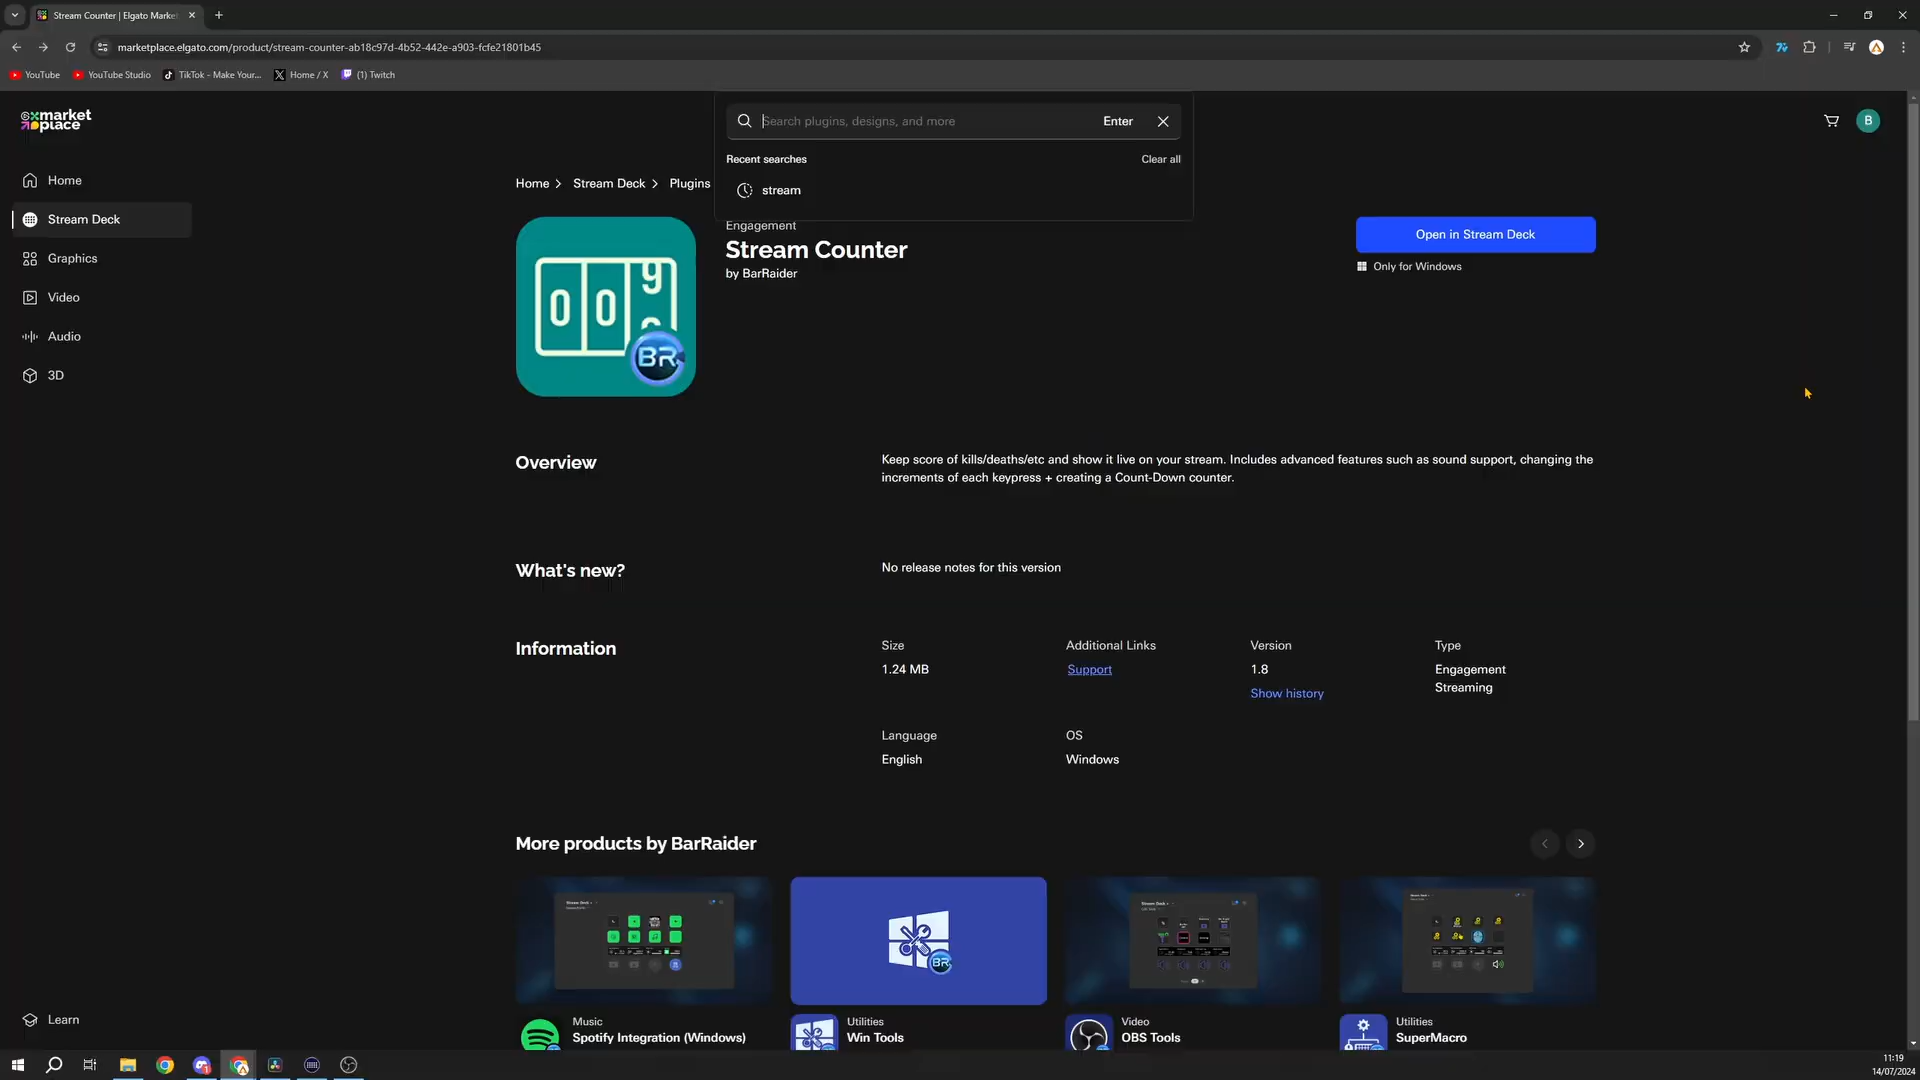 Stream Counter | Elgato Marke
marketplace.elgato.com/product/stream-counter-ab18c97d-4b52-442e-a903-fcfe21801b45
YouTube
YouTube Studio
TikTok - Make Your...
Home / X
(1) Twitch
market
place
Search plugins, designs, and more
Enter
Recent searches
Clear all
stream
B
Home
Stream Deck
Graphics
Video
Audio
3D
Learn
Home > Stream Deck > Plugins
009
BR
Engagement
Stream Counter
by BarRaider
Open in Stream Deck
Only for Windows
Overview
Keep score of kills/deaths/etc and show it live on your stream. Includes advanced features such as sound support, changing the
increments of each keypress + creating a Count-Down counter.
What's new?
No release notes for this version
Information
Size
1.24 MB
Additional Links
Support
Version
1.8
Show history
Type
Engagement
Streaming
Language
English
OS
Windows
More products by BarRaider
BR
Music
Spotify Integration (Windows)
Utilities
Win Tools
Video
OBS Tools
Utilities
SuperMacro
11:19
14/07/2024